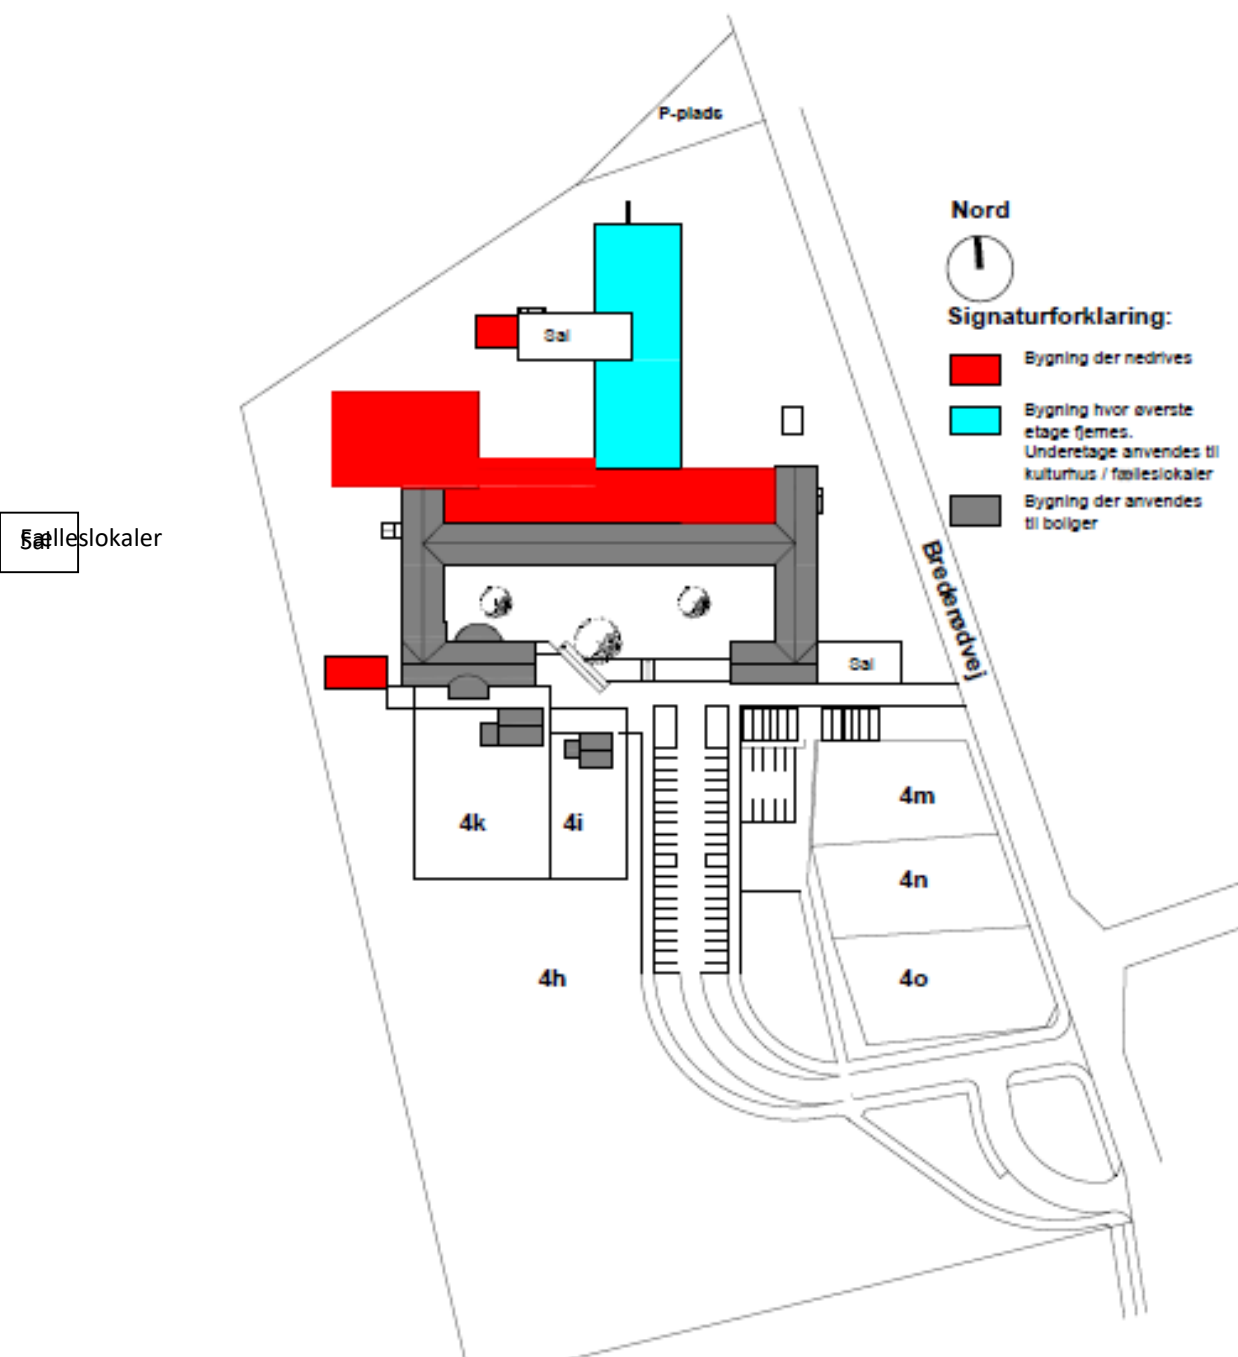 P-plads
Nord
Signaturforklaring:
Sal
Bygning der nedrives
Bygning hvor øverste
etage fjernes.
Underetage anvendes til
kulturhus / fælleslokaler
Bygning der anvendes
til boliger
Sal
Fælleslokaler
Brederødvej
Sal
4m
4k
4i
4n
4h
4o